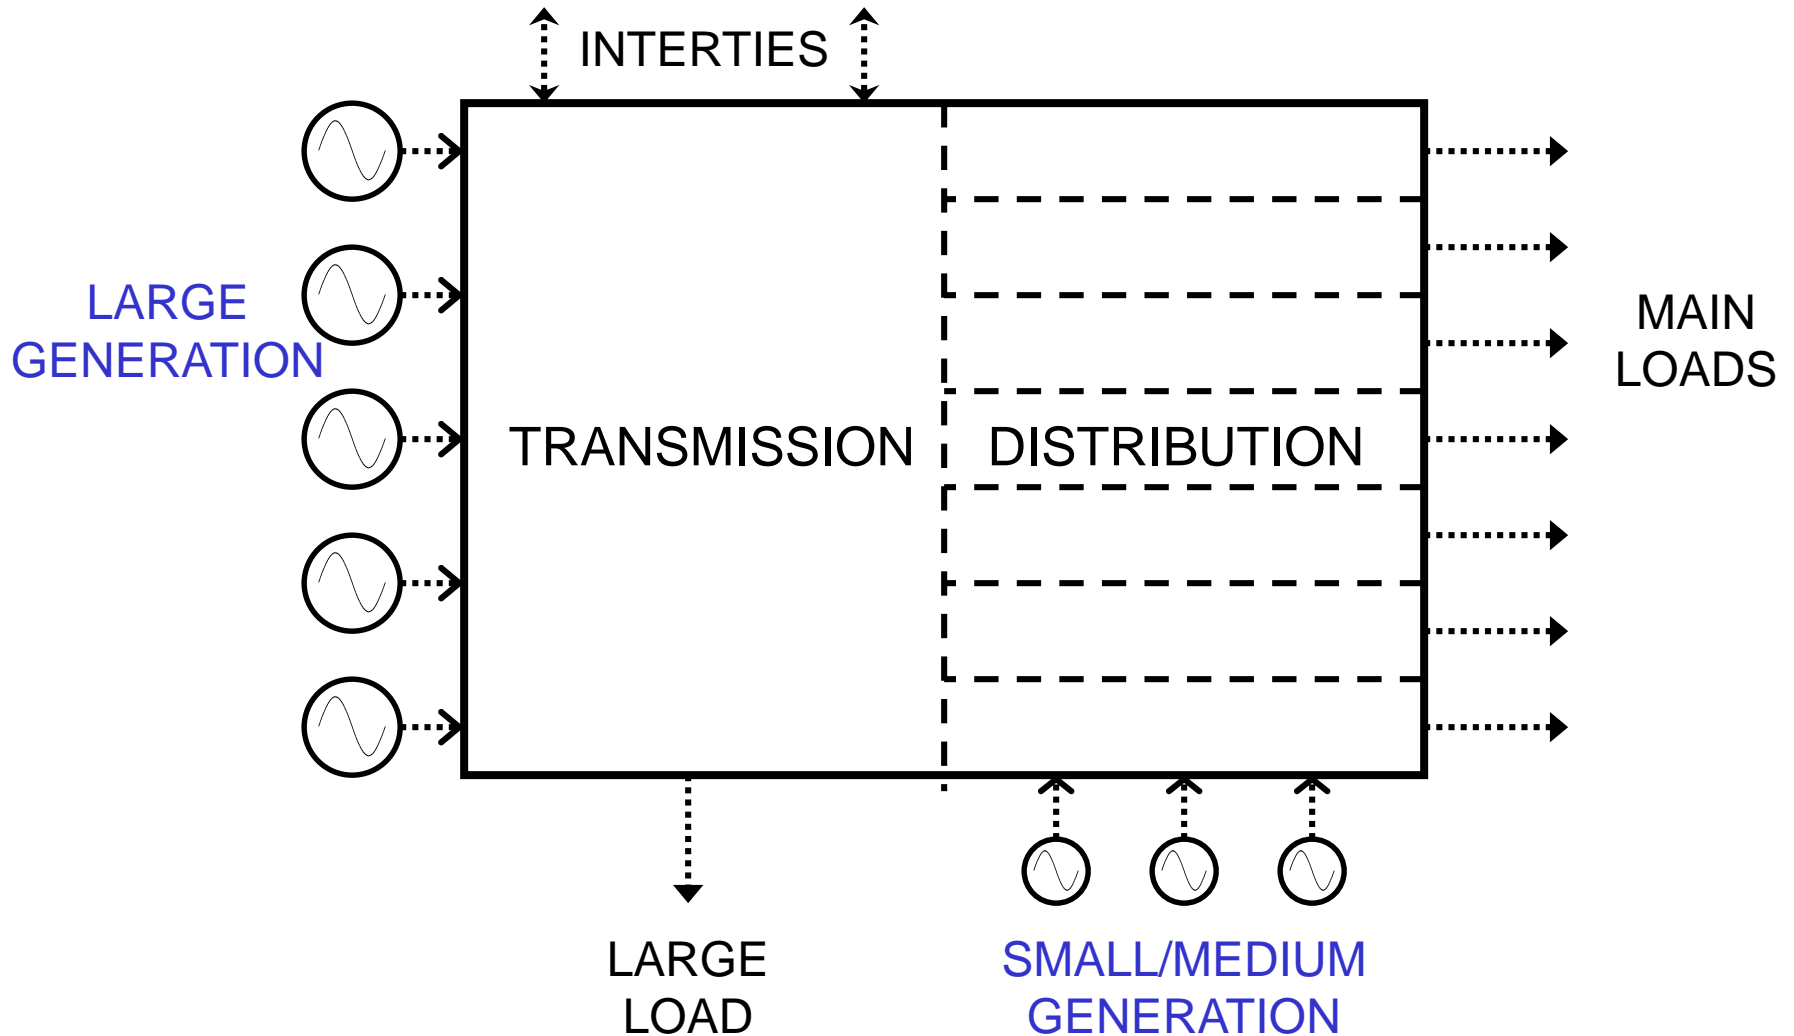 INTERTIES
LARGE
GENERATION
MAIN
LOADS
TRANSMISSION
DISTRIBUTION
LARGE
LOAD
SMALL/MEDIUM
GENERATION